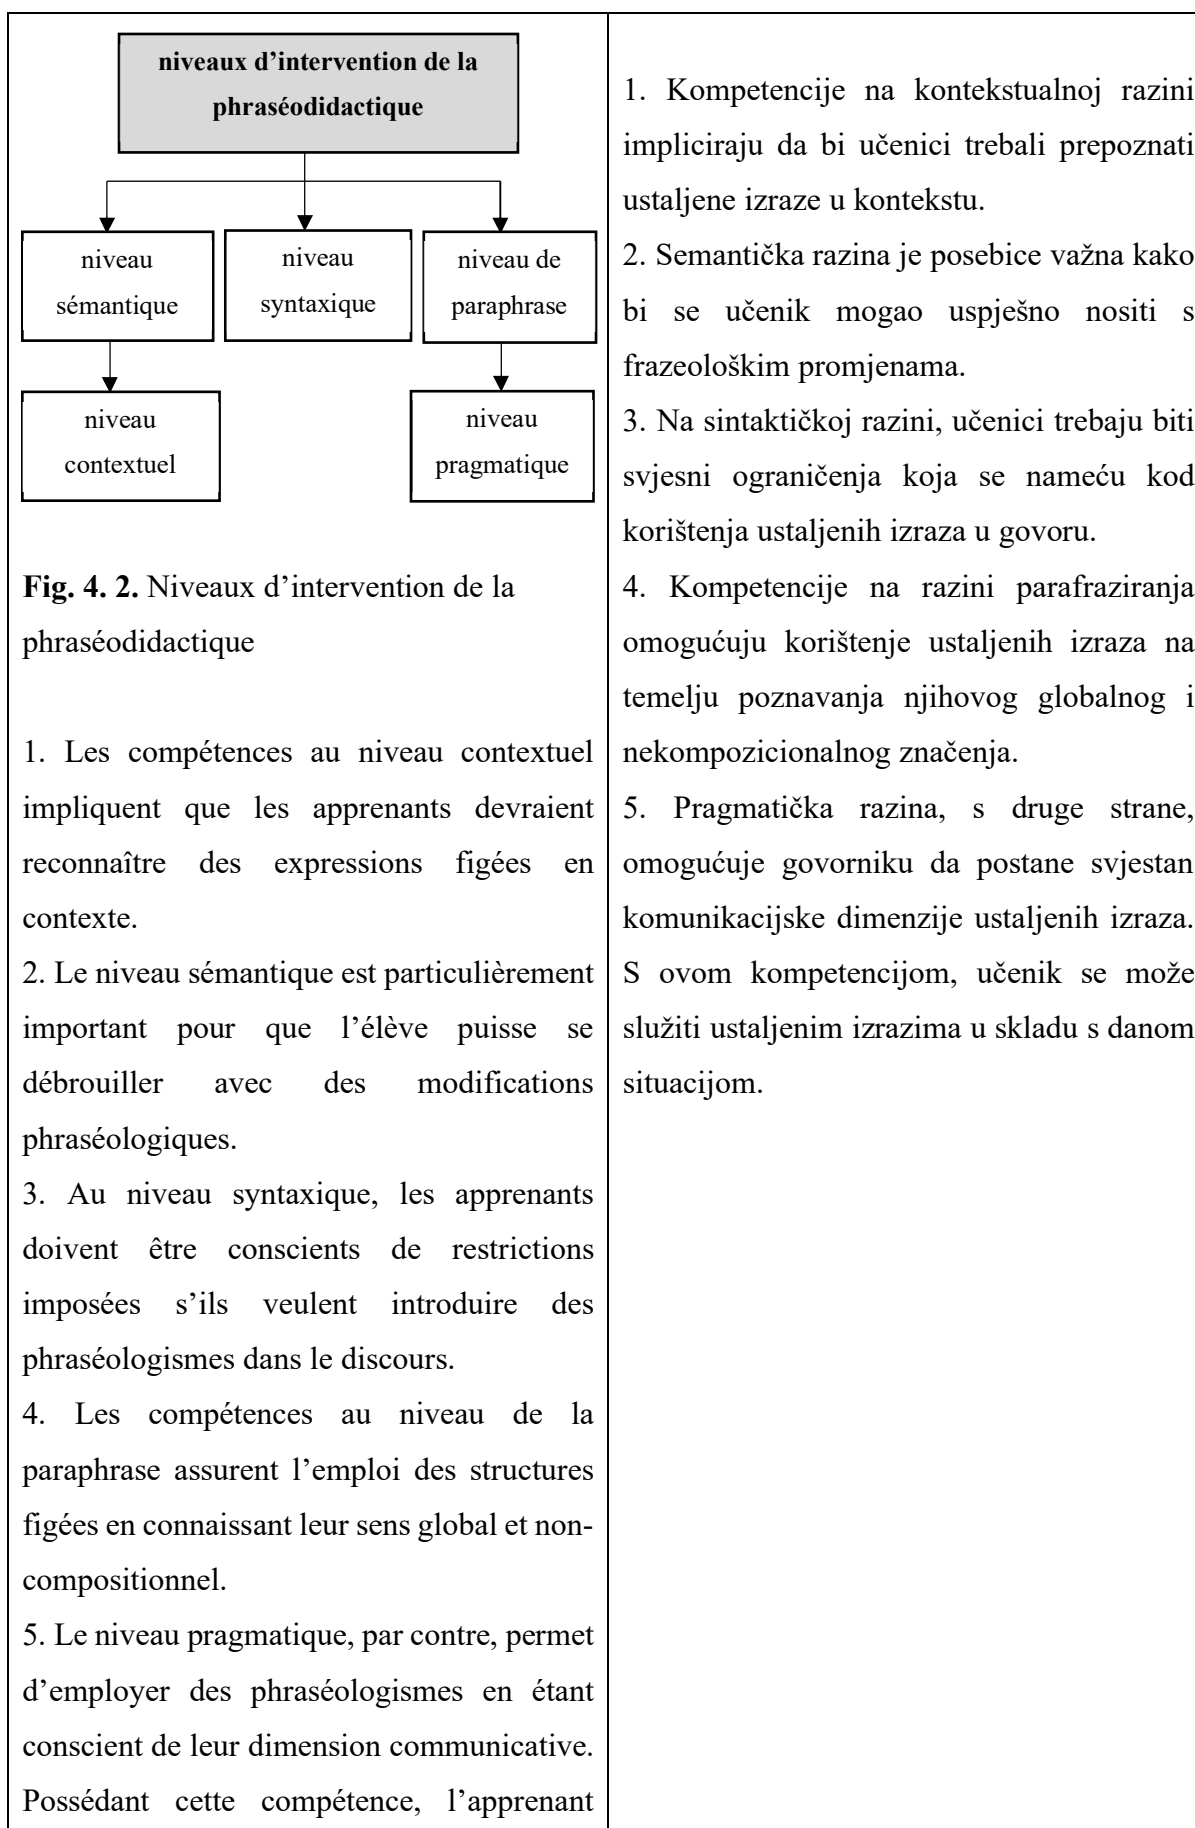 niveaux d’intervention de la
phraséodidactique
niveau
sémantique
niveau
syntaxique
niveau de
paraphrase
niveau
contextuel
niveau
pragmatique
Fig. 4. 2. Niveaux d’intervention de la
phraséodidactique
1. Les compétences au niveau contextuel
impliquent que les apprenants devraient
reconnaître des expressions figées en
contexte.
2. Le niveau sémantique est particulièrement
important pour que l’élève puisse se
débrouiller avec des modifications
phraséologiques.
3. Au niveau syntaxique, les apprenants
doivent être conscients de restrictions
imposées s’ils veulent introduire des
phraséologismes dans le discours.
4. Les compétences au niveau de la
paraphrase assurent l’emploi des structures
figées en connaissant leur sens global et non-
compositionnel.
5. Le niveau pragmatique, par contre, permet
d’employer des phraséologismes en étant
conscient de leur dimension communicative.
Possédant cette compétence, l’apprenant
1. Kompetencije na kontekstualnoj razini
impliciraju da bi učenici trebali prepoznati
ustaljene izraze u kontekstu.
2. Semantička razina je posebice važna kako
bi se učenik mogao uspješno nositi s
frazeološkim promjenama.
3. Na sintaktičkoj razini, učenici trebaju biti
svjesni ograničenja koja se nameću kod
korištenja ustaljenih izraza u govoru.
4. Kompetencije na razini parafraziranja
omogućuju korištenje ustaljenih izraza na
temelju poznavanja njihovog globalnog i
nekompozicionalnog značenja.
5. Pragmatička razina, s druge strane,
omogućuje govorniku da postane svjestan
komunikacijske dimenzije ustaljenih izraza.
S ovom kompetencijom, učenik se može
služiti ustaljenim izrazima u skladu s danom
situacijom.